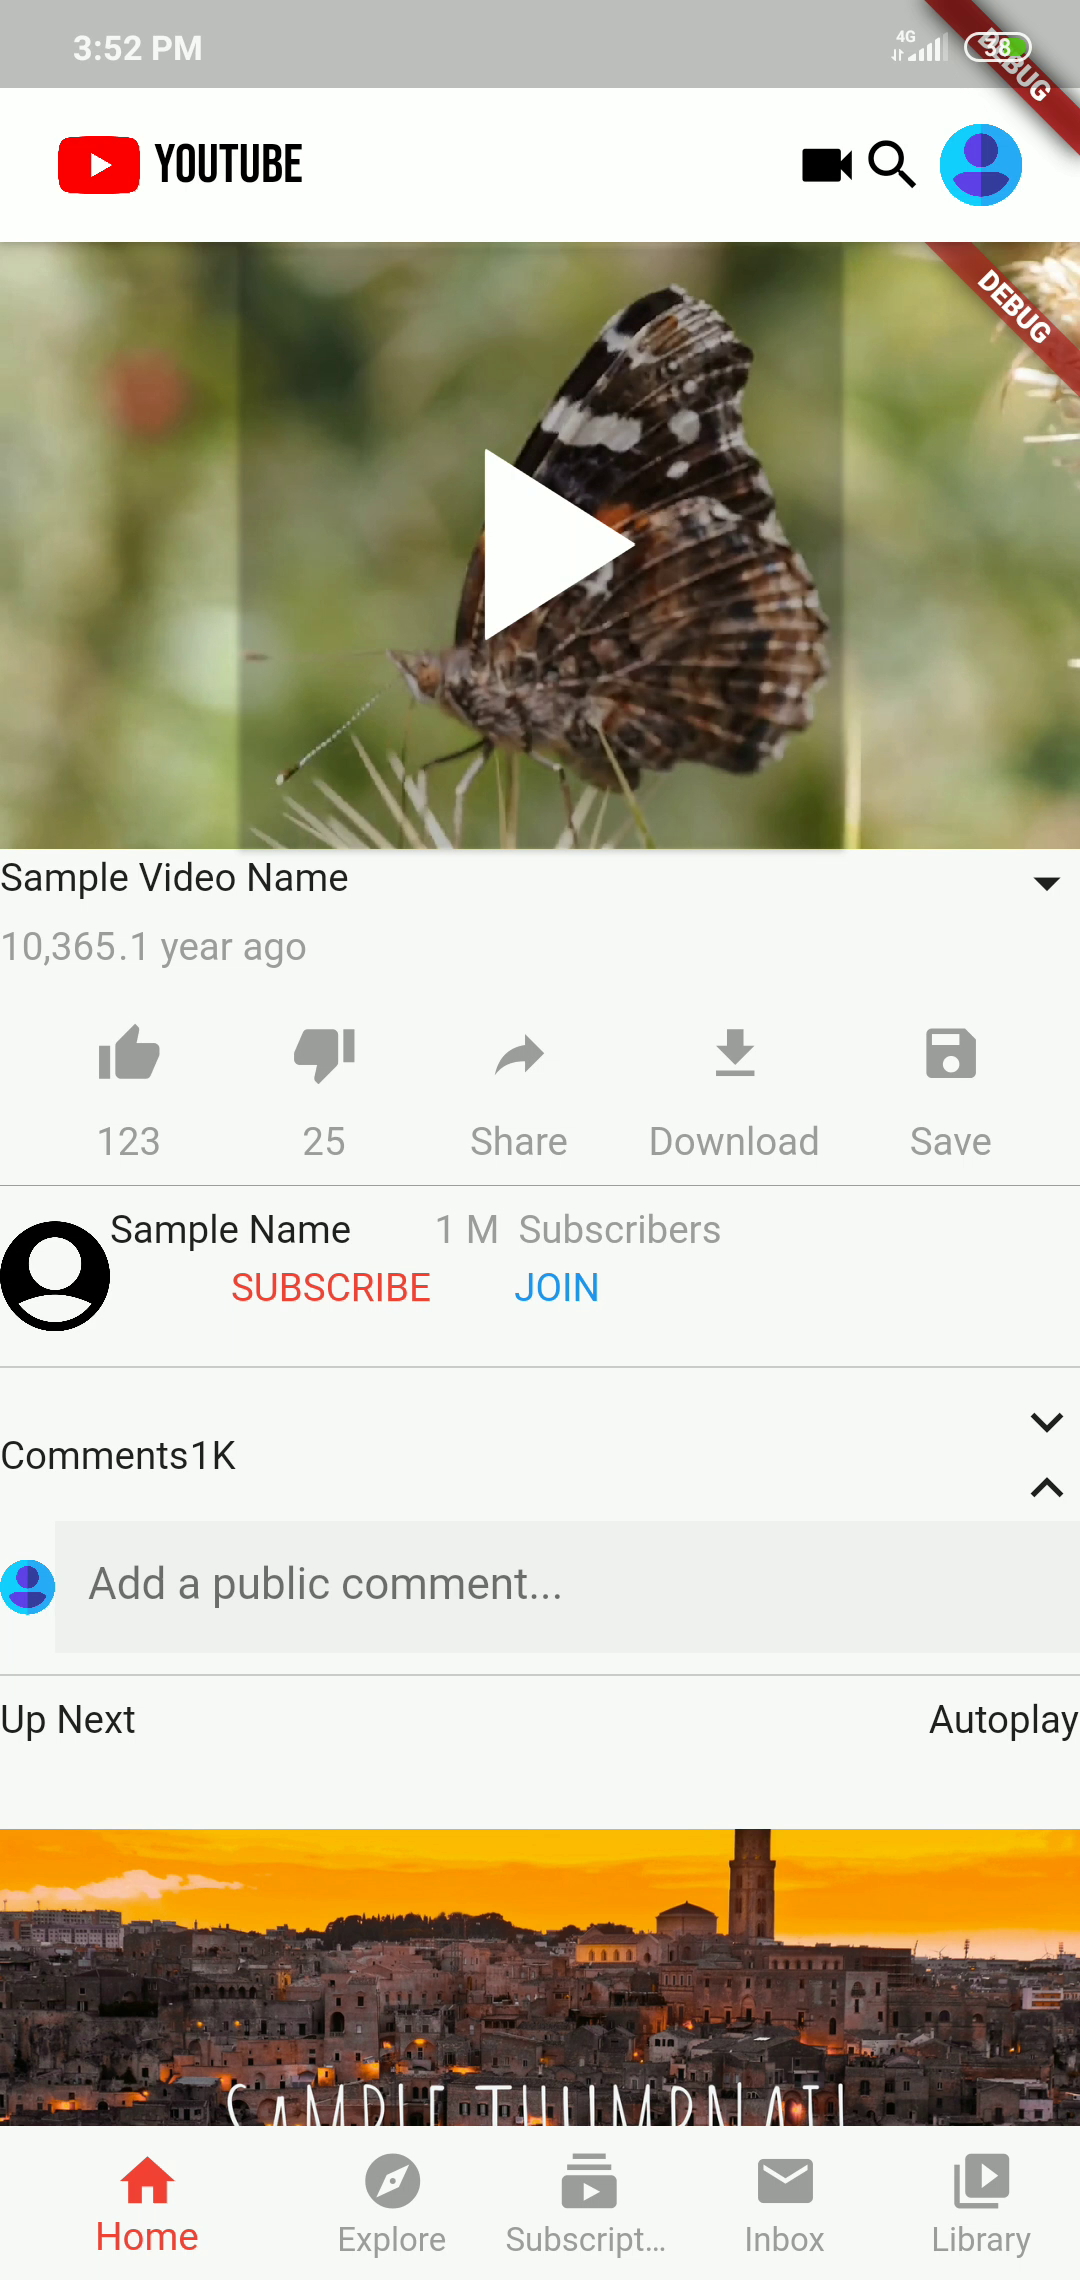 3:52 PM
4G
38
DEBUG
YOUTUBE
DEBUG
Sample Video Name
10,365.1 year ago
123
25
Share
Download
Save
Sample Name
1 M Subscribers
SUBSCRIBE
JOIN
Comments1K
Add a public comment...
Up Next
Autoplay
SAMPLE THUMBNAIL
Home
Explore
Subscript...
Inbox
Library